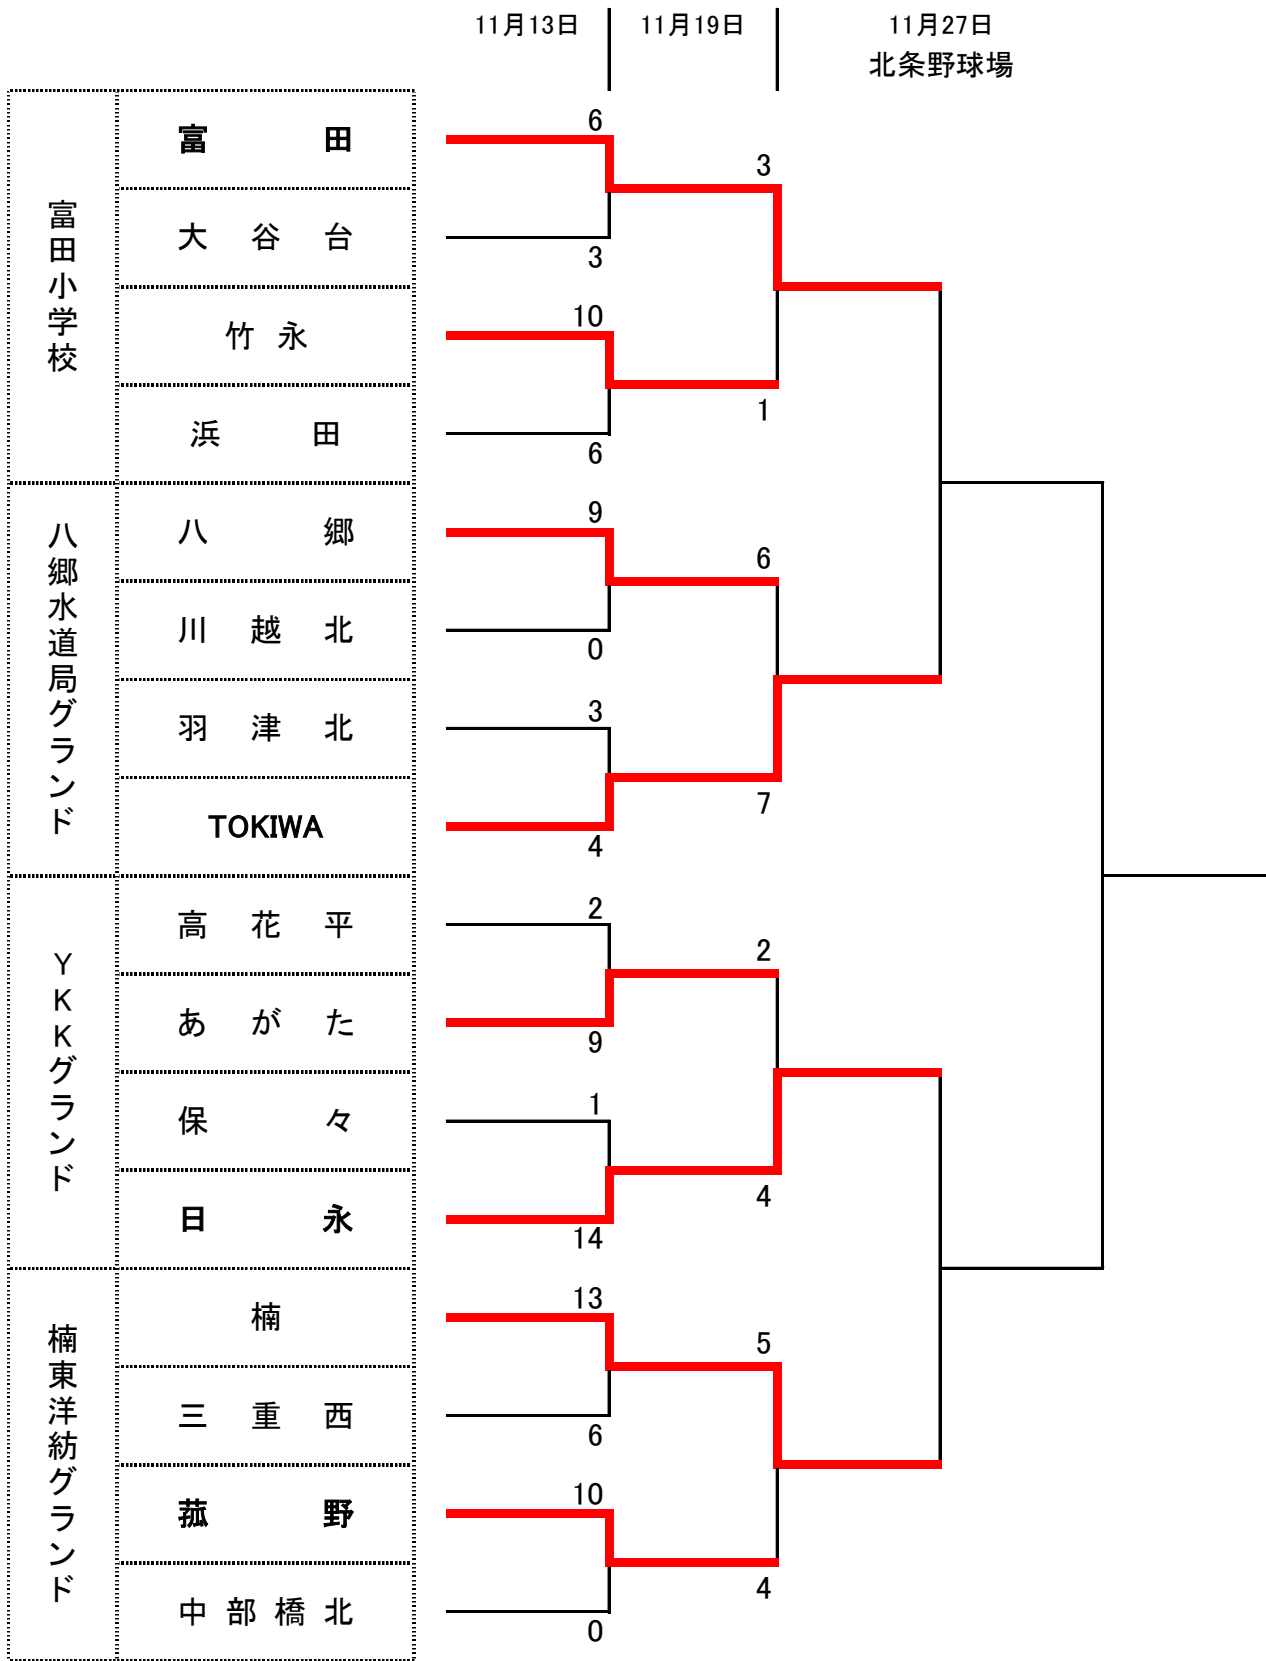 11月13日
11月19日
11月27日
北条野球場
富田小学校
富田
大谷台
竹永
浜田
6
3
10
6
3
1
八郷水道局グランド
八郷
川越北
羽津北
TOKIWA
9
0
3
4
6
7
YKKグランド
高花平
あがた
保々
日永
2
9
1
14
2
4
楠東洋紡グランド
楠
三重西
菰野
中部橋北
13
6
10
0
5
4